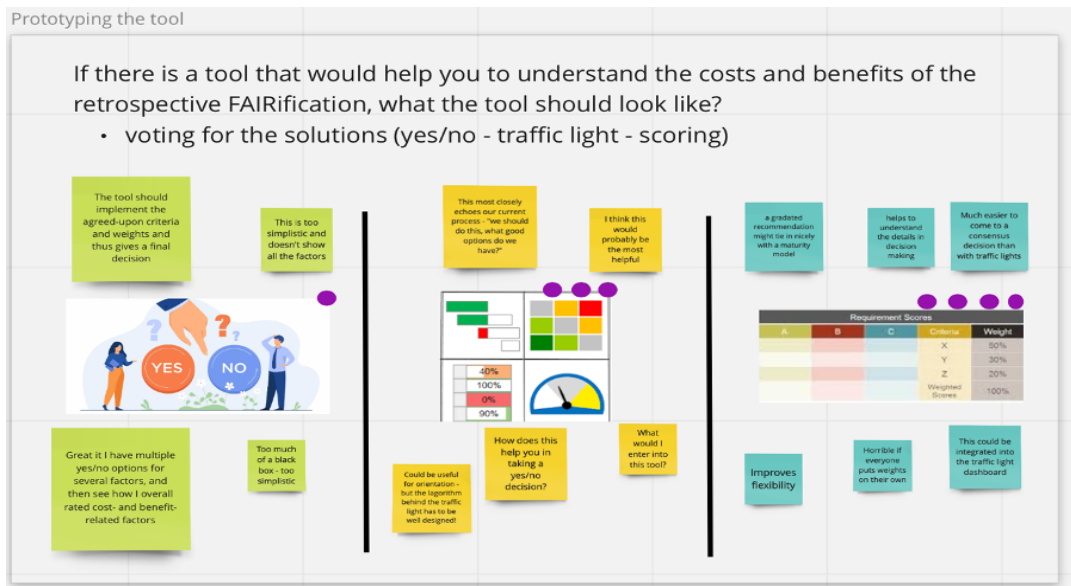 Prototyping the tool
If there is a tool that would help you to understand the costs and benefits of the
retrospective FAIRification, what the tool should look like?
• voting for the solutions (yes/no - traffic light - scoring)
The tool should
implement the
agreed-upon criteria
and weights and
thus gives a final
decision
This is too
simplistic and
doesn't show
all the factors
?
?
?
?
YES
NO
Great it I have multiple
yes/no options for
several factors, and
then see how I overall
rated cost- and benefit-
related factors
Too much
of a black
box - too
simplistic
This most closely
echoes our current
process - "we should
do this, what good
options do we
have?"
I think this
would
probably be
the most
helpful
40%
100%
0%
90%
Could be useful
for orientation -
but the lagorithm
behind the traffic
light has to be
well designed!
How does this
help you in
taking a
yes/no
decision?
What
would I
enter into
this tool?
a gradated
recommendation
might tie in nicely
with a maturity
model
helps to
understand
the details in
decision
making
Much easier to
come to a
consensus
decision than
with traffic lights
Requirement Scores
A B C Criteria Weight
X 50%
Y 30%
Z 20%
Weighted
Scores 100%
Improves
flexibility
Horrible if
everyone
puts weights
on their own
This could be
integrated into
the traffic light
dashboard